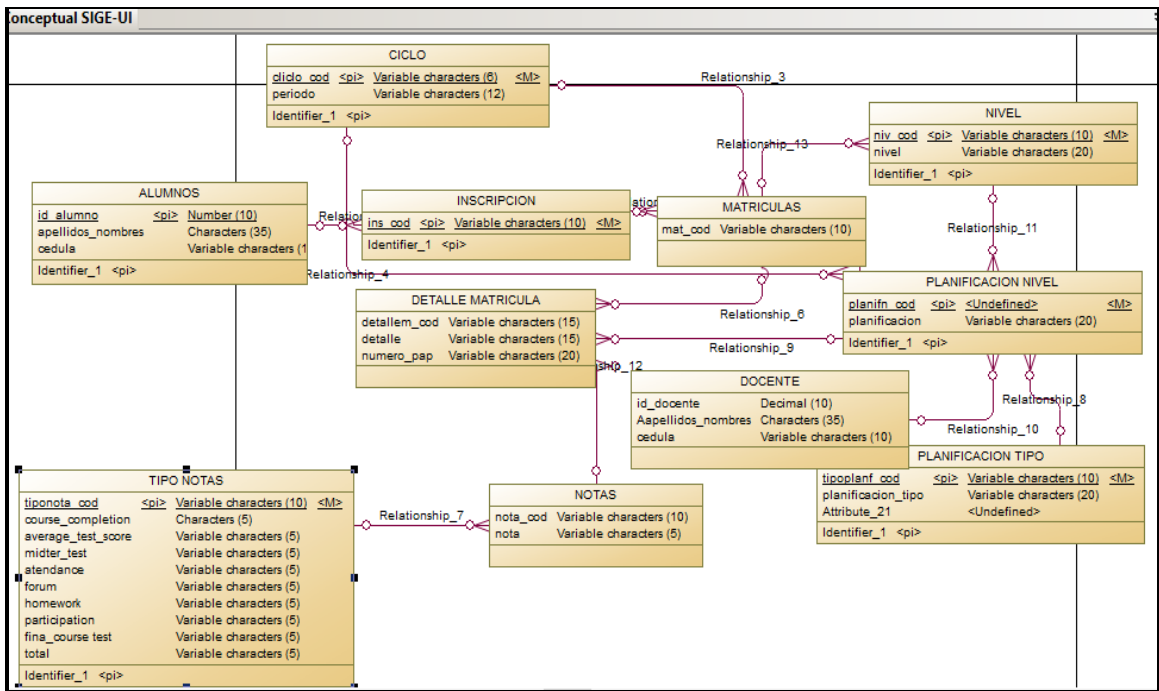 Conceptual SIGE-UI
CICLO
cliclo_cod <pi> Variable characters (6) <M>
periodo Variable characters (12)
Identifier_1 <pi>
Relationship_3
NIVEL
niv_cod <pi> Variable characters (10) <M>
nivel Variable characters (20)
Identifier_1 <pi>
Relationship_13
ALUMNOS
id_alumno <pi> Number (10)
apellidos_nombres Characters (35)
cedula Variable characters (1
Identifier_1 <pi>
INSCRIPCION
ins_cod <pi> Variable characters (10) <M>
Identifier_1 <pi>
MATRICULAS
mat_cod Variable characters (10)
Relationship_11
Relationship_4
DETALLE MATRICULA
detallem_cod Variable characters (15)
detalle Variable characters (15)
numero_pap Variable characters (20)
Relationship_6
PLANIFICACION NIVEL
planifn_cod <pi> <Undefined> <M>
planificacion Variable characters (20)
Identifier_1 <pi>
Relationship_9
ship_12
DOCENTE
id_docente Decimal (10)
Aapellidos_nombres Characters (35)
cedula Variable characters (10)
Relationship_8
Relationship_10
PLANIFICACION TIPO
tipoplanf_cod <pi> Variable characters (10) <M>
planificacion_tipo Variable characters (20)
Attribute_21 <Undefined>
Identifier_1 <pi>
TIPO NOTAS
tiponota_cod <pi> Variable characters (10) <M>
course_completion Characters (5)
average_test_score Variable characters (5)
midter_test Variable characters (5)
atendance Variable characters (5)
forum Variable characters (5)
homework Variable characters (5)
participation Variable characters (5)
fina_course test Variable characters (5)
total Variable characters (5)
Identifier_1 <pi>
Relationship_7
NOTAS
nota_cod Variable characters (10)
nota Variable characters (5)